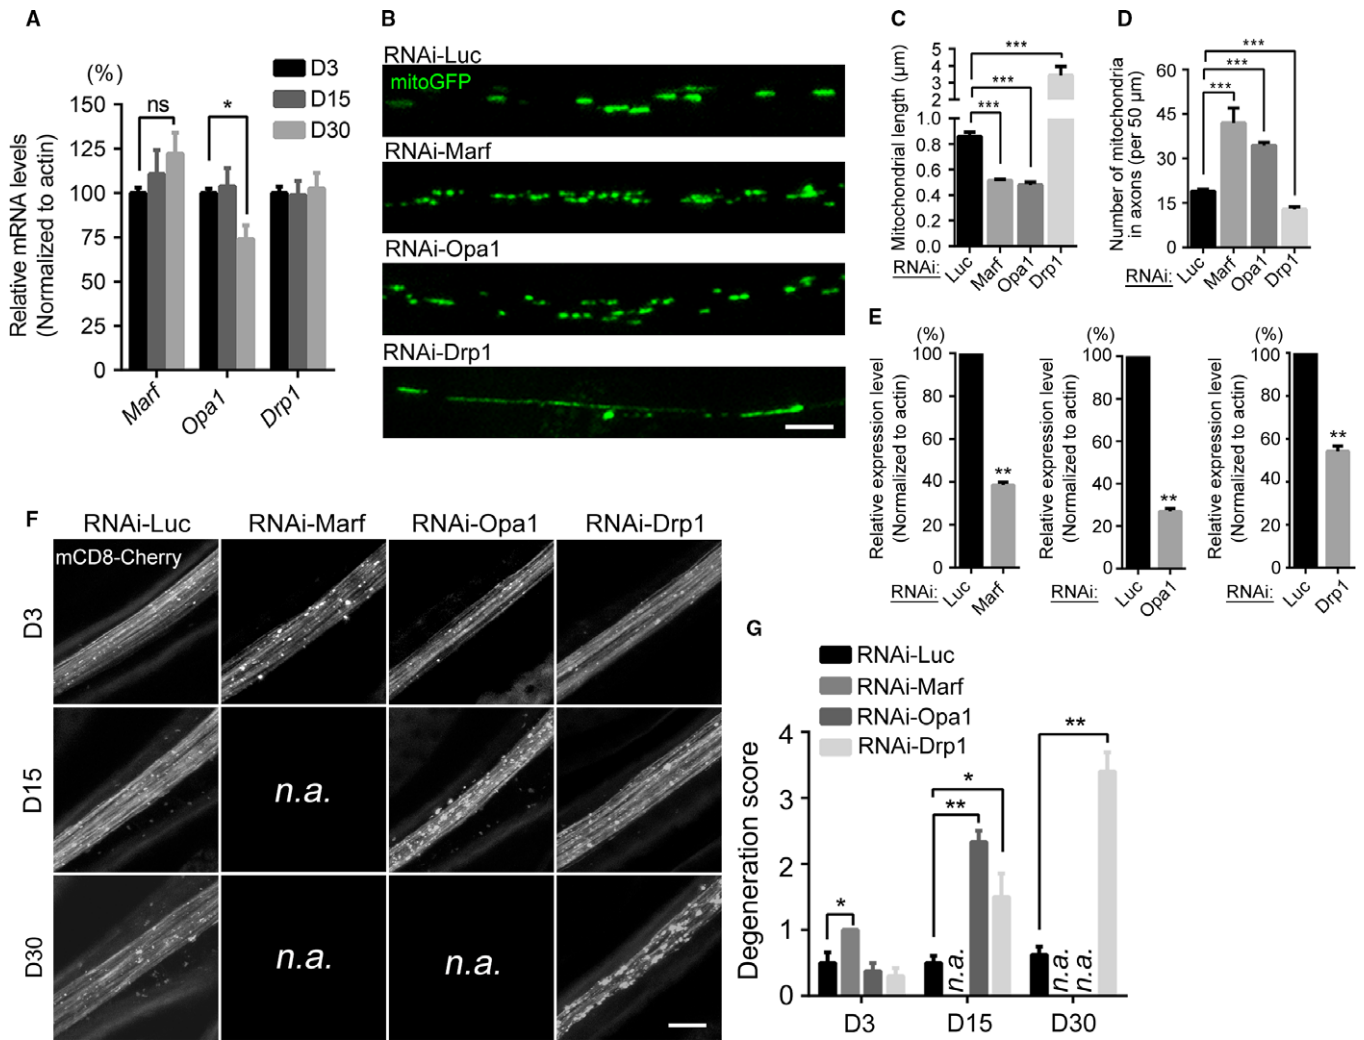 A
(%)
D3
D15
D30
Relative mRNA levels
(Normalized to actin)
150
125
100
75
50
25
0
ns
*
Marf
Opa1
Drp1
B
RNAi-Luc
mitoGFP
RNAi-Marf
RNAi-Opa1
RNAi-Drp1
C
Mitochondrial length (µm)
5
4
3
2
1.0
0.8
0.6
0.4
0.2
0.0
***
***
***
RNAi:
Luc
Marf
Opa1
Drp1
D
Number of mitochondria
in axons (per 50 µm)
60
45
30
15
0
***
***
***
RNAi:
Luc
Marf
Opa1
Drp1
E
(%)
Relative expression level
(Normalized to actin)
100
80
60
40
20
0
**
RNAi:
Luc
Marf
(%)
Relative expression level
(Normalized to actin)
100
80
60
40
20
0
**
RNAi:
Luc
Opa1
(%)
Relative expression level
(Normalized to actin)
100
80
60
40
20
0
**
RNAi:
Luc
Drp1
F
RNAi-Luc
RNAi-Marf
RNAi-Opa1
RNAi-Drp1
mCD8-Cherry
D3
D15
n.a.
D30
n.a.
n.a.
G
RNAi-Luc
RNAi-Marf
RNAi-Opa1
RNAi-Drp1
Degeneration score
4
3
2
1
0
*
**
*
**
n.a.
n.a.
n.a.
D3
D15
D30